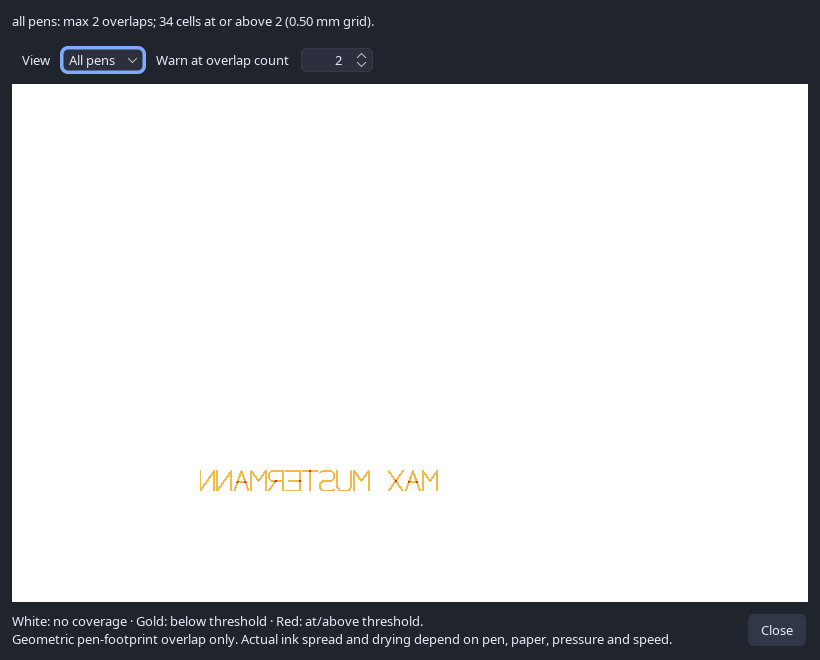 all pens: max 2 overlaps; 34 cells at or above 2 (0.50 mm grid).
View All pens Warn at overlap count 2
MAX MUSTERMANN
White: no coverage · Gold: below threshold · Red: at/above threshold.
Geometric pen-footprint overlap only. Actual ink spread and drying depend on pen, paper, pressure and speed.
Close